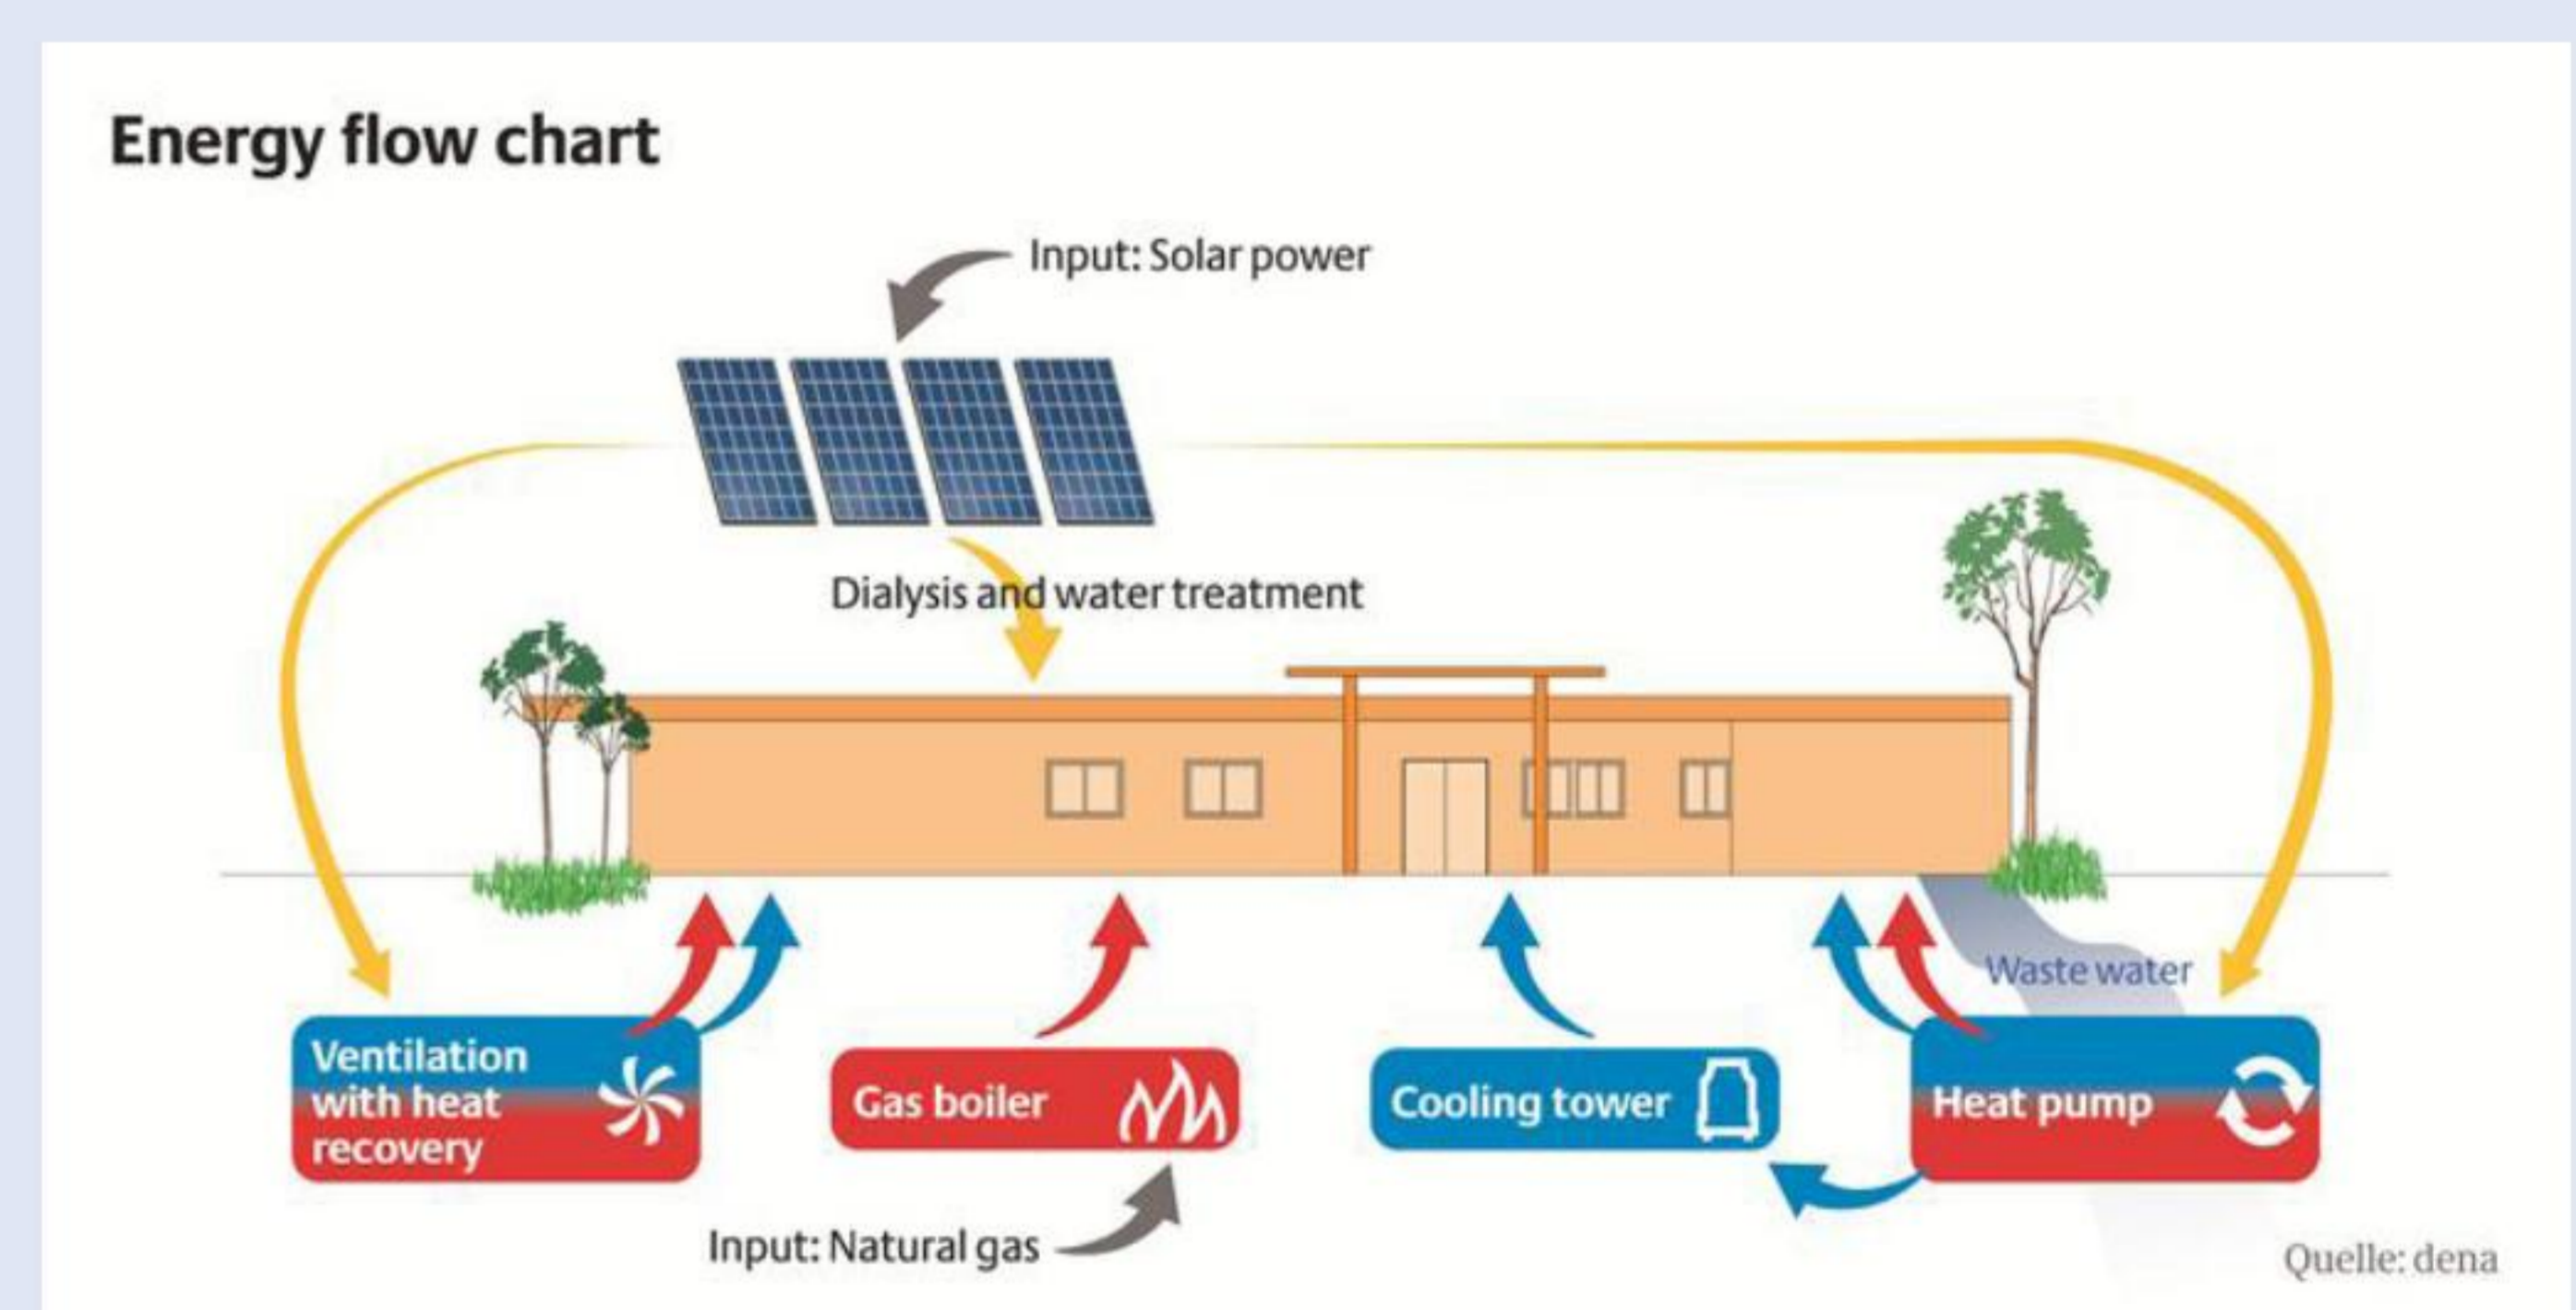 Energy flow chart
Input: Solar power
Dialysis and water treatment
Waste water
Ventilation
with heat
recovery
Gas boiler
Cooling tower
Heat pump
Input: Natural gas
Quelle: dena